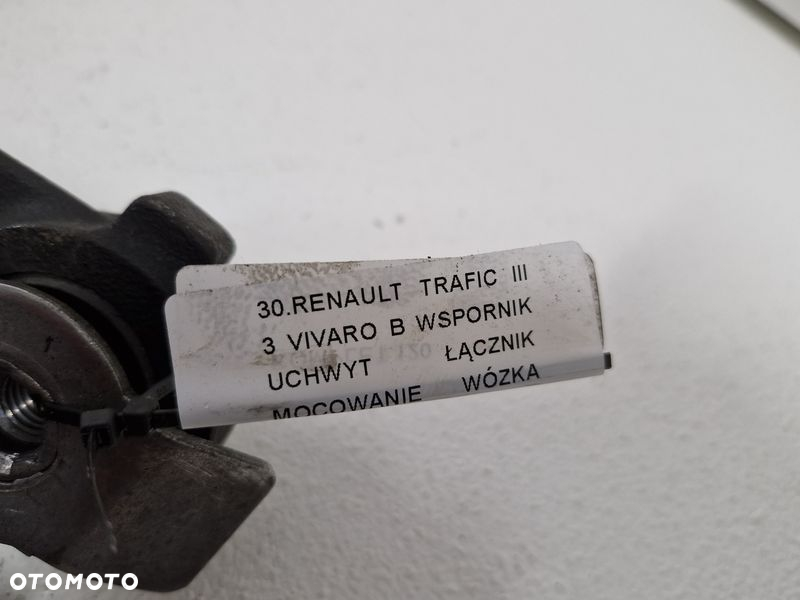 30.RENAULT TRAFIC III
3 VIVARO B WSPORNIK
UCHWYT ŁĄCZNIK
MOCOWANIE WÓZKA
OTOMOTO